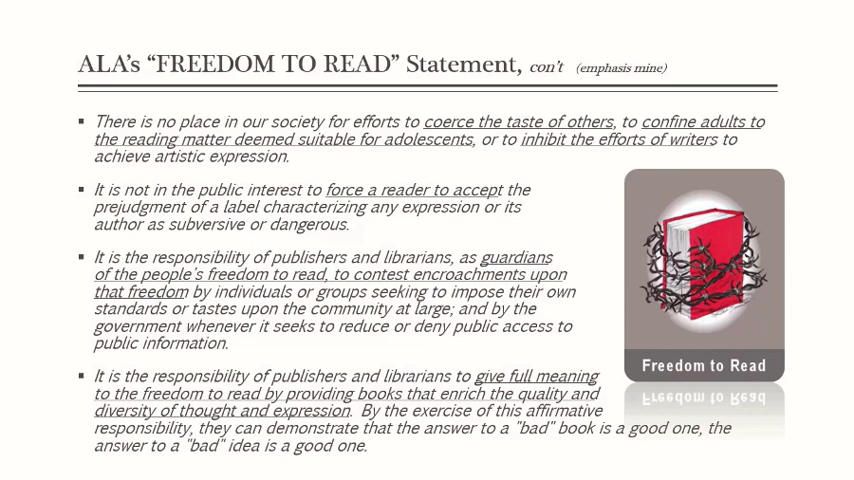 ALA's “FREEDOM TO READ” Statement, con't (emphasis mine)
▪ There is no place in our society for efforts to coerce the taste of others, to confine adults to
the reading matter deemed suitable for adolescents, or to inhibit the efforts of writers to
achieve artistic expression.
▪ It is not in the public interest to force a reader to accept the
prejudgment of a label characterizing any expression or its
author as subversive or dangerous.
▪ It is the responsibility of publishers and librarians, as guardians
of the people's freedom to read, to contest encroachments upon
that freedom by individuals or groups seeking to impose their own
standards or tastes upon the community at large; and by the
government whenever it seeks to reduce or deny public access to
public information.
▪ It is the responsibility of publishers and librarians to give full meaning
to the freedom to read by providing books that enrich the quality and
diversity of thought and expression. By the exercise of this affirmative
responsibility, they can demonstrate that the answer to a "bad" book is a good one, the
answer to a "bad" idea is a good one.
Freedom to Read